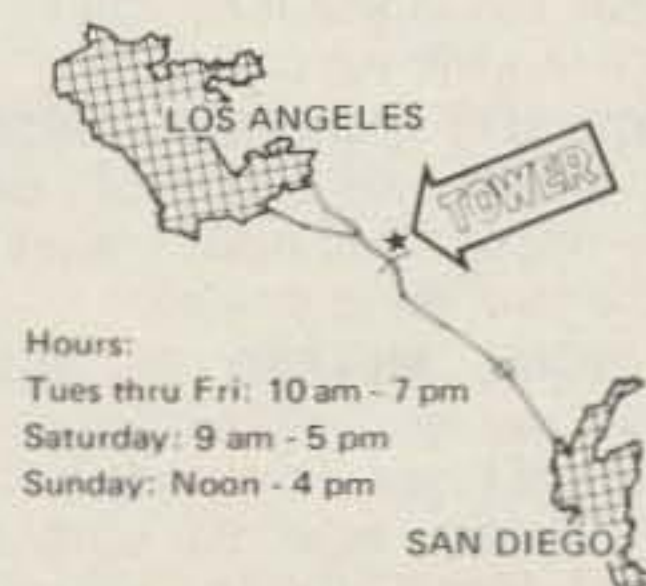 LOS ANGELES
TOWER
Hours:
Tues thru Fri: 10 am - 7 pm
Saturday: 9 am - 5 pm
Sunday: Noon - 4 pm
SAN DIEGO